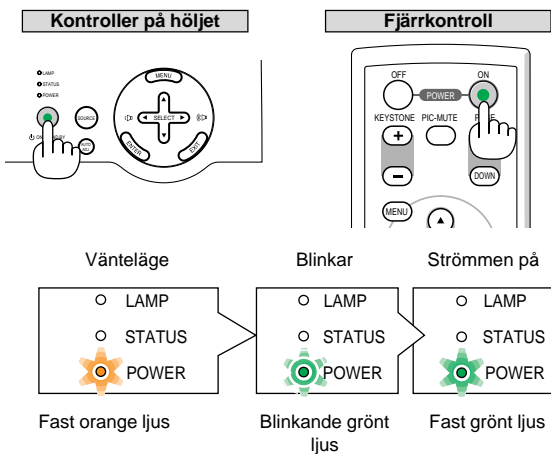 Kontroller på höljet
Fjärrkontroll
LAMP
STATUS
POWER
MENU
SOURCE
SELECT
AUTO
ADJ.
ENTER
EXIT
OFF
POWER
ON
KEYSTONE
PIC-MUTE
DOWN
MENU
Vänteläge
Blinkar
Strömmen på
LAMP
STATUS
POWER
LAMP
STATUS
POWER
LAMP
STATUS
POWER
Fast orange ljus
Blinkande grönt
ljus
Fast grönt ljus